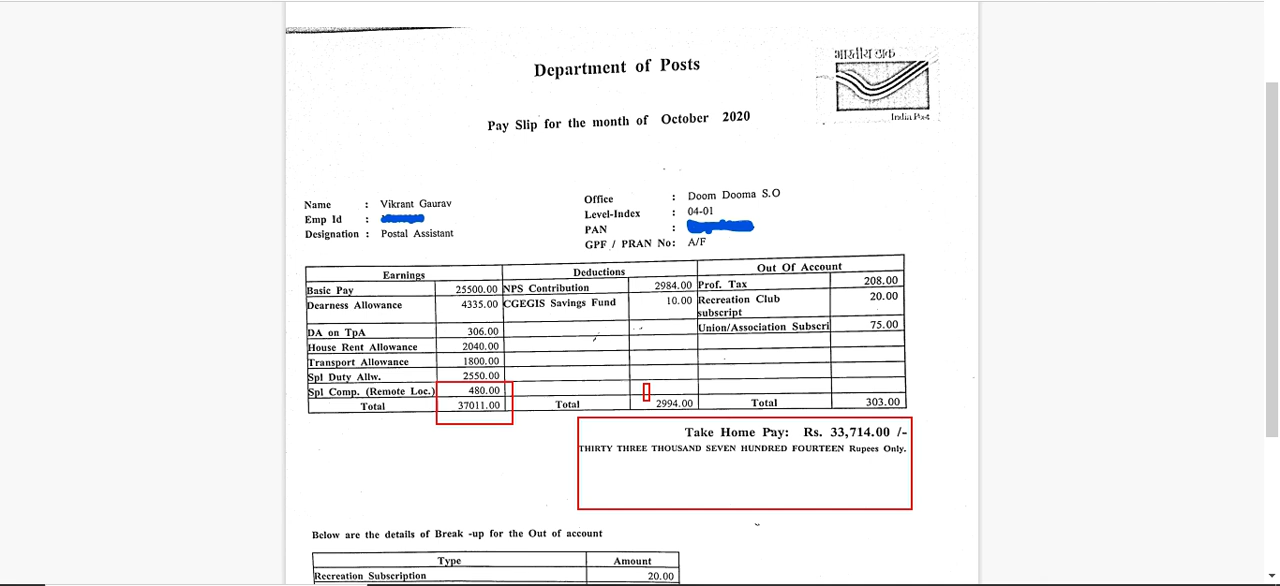 भारतीय डाक
Department of Posts
India Post
Pay Slip for the month of October 2020
Name : Vikrant Gaurav
Emp Id :
Designation : Postal Assistant
Office : Doom Dooma S.O
Level-Index : 04-01
PAN :
GPF / PRAN No: A/F
Earnings Deductions Out Of Account
Basic Pay 25500.00 NPS Contribution 2984.00 Prof. Tax 208.00
Dearness Allowance 4335.00 CGEGIS Savings Fund 10.00 Recreation Club 20.00
subscript
DA on TpA 306.00 Union/Association Subscri 75.00
House Rent Allowance 2040.00
Transport Allowance 1800.00
Spl Duty Allw. 2550.00
Spl Comp. (Remote Loc.) 480.00
Total 37011.00 Total 2994.00 Total 303.00
Take Home Pay: Rs. 33,714.00 /-
THIRTY THREE THOUSAND SEVEN HUNDRED FOURTEEN Rupees Only.
Below are the details of Break -up for the Out of account
Type Amount
Recreation Subscription 20.00